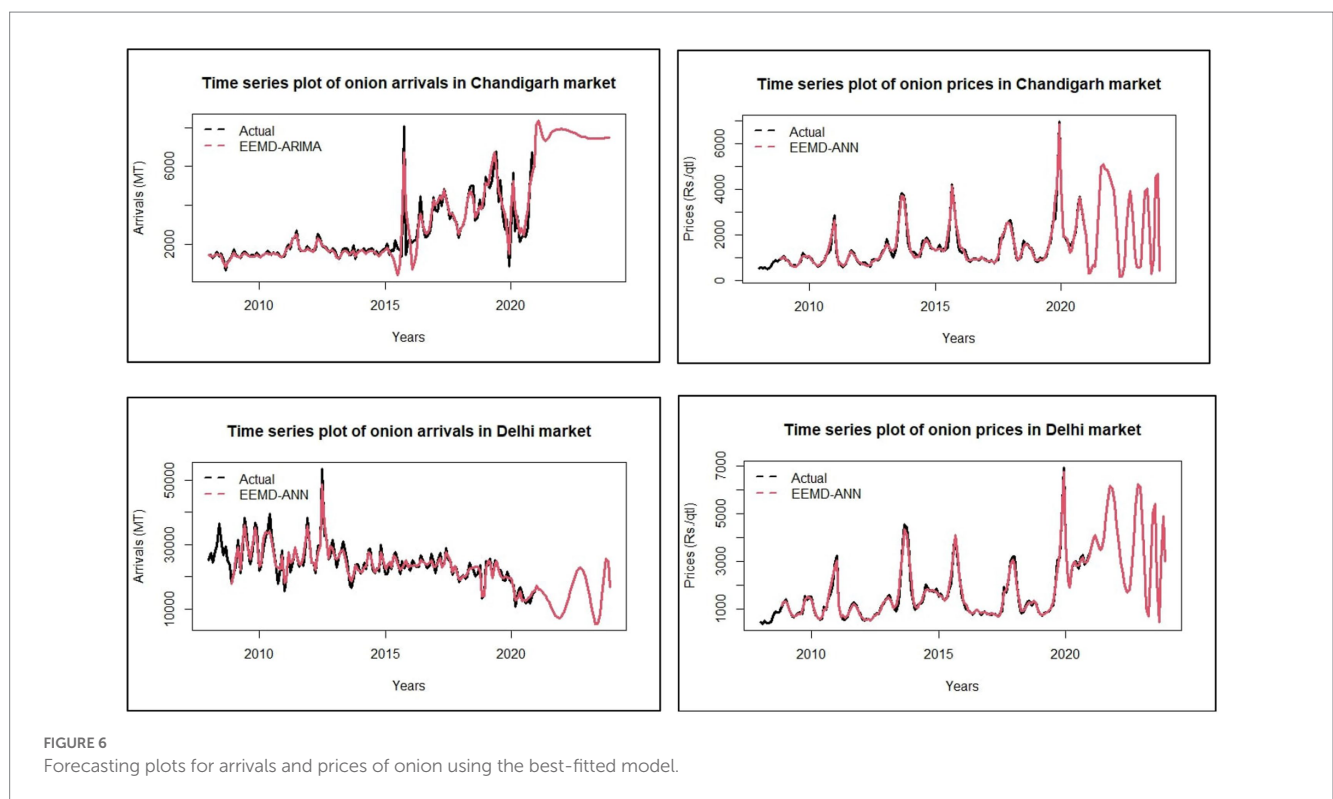 Time series plot of onion arrivals in Chandigarh market
Actual
EEMD-ARIMA
Arrivals (MT)
2000
6000
2010
2015
2020
Years
Time series plot of onion prices in Chandigarh market
Actual
EEMD-ANN
Prices (Rs./qtl)
0
1000
2000
4000
6000
2010
2015
2020
Years
Time series plot of onion arrivals in Delhi market
Actual
EEMD-ANN
Arrivals (MT)
10000
30000
50000
2010
2015
2020
Years
Time series plot of onion prices in Delhi market
Actual
EEMD-ANN
Prices (Rs./qtl)
1000
3000
5000
7000
2010
2015
2020
Years
FIGURE 6
Forecasting plots for arrivals and prices of onion using the best-fitted model.